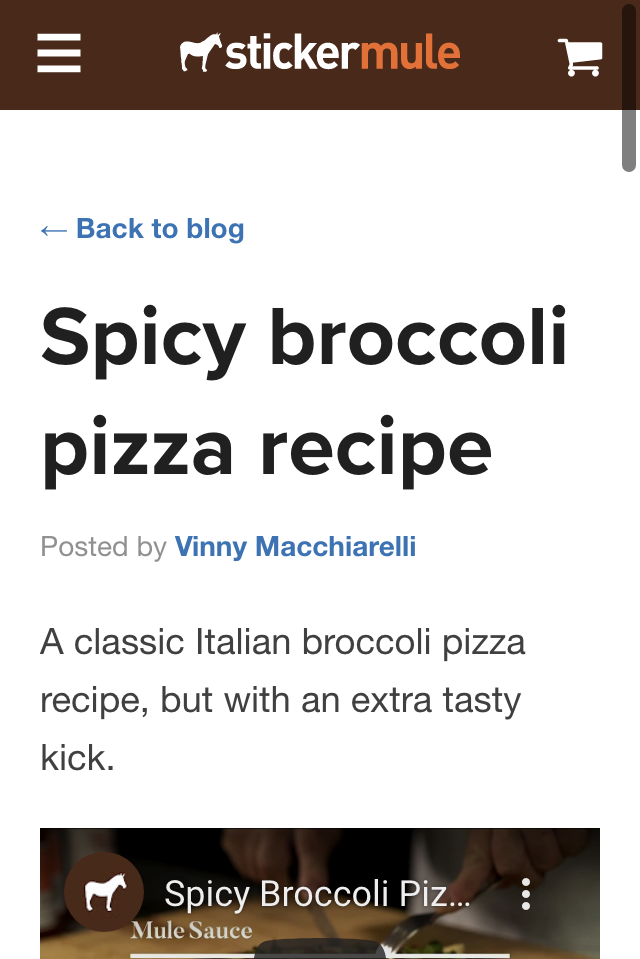 stickermule
← Back to blog
Spicy broccoli
pizza recipe
Posted by Vinny Macchiarelli
A classic Italian broccoli pizza
recipe, but with an extra tasty
kick.
Spicy Broccoli Piz...
Mule Sauce